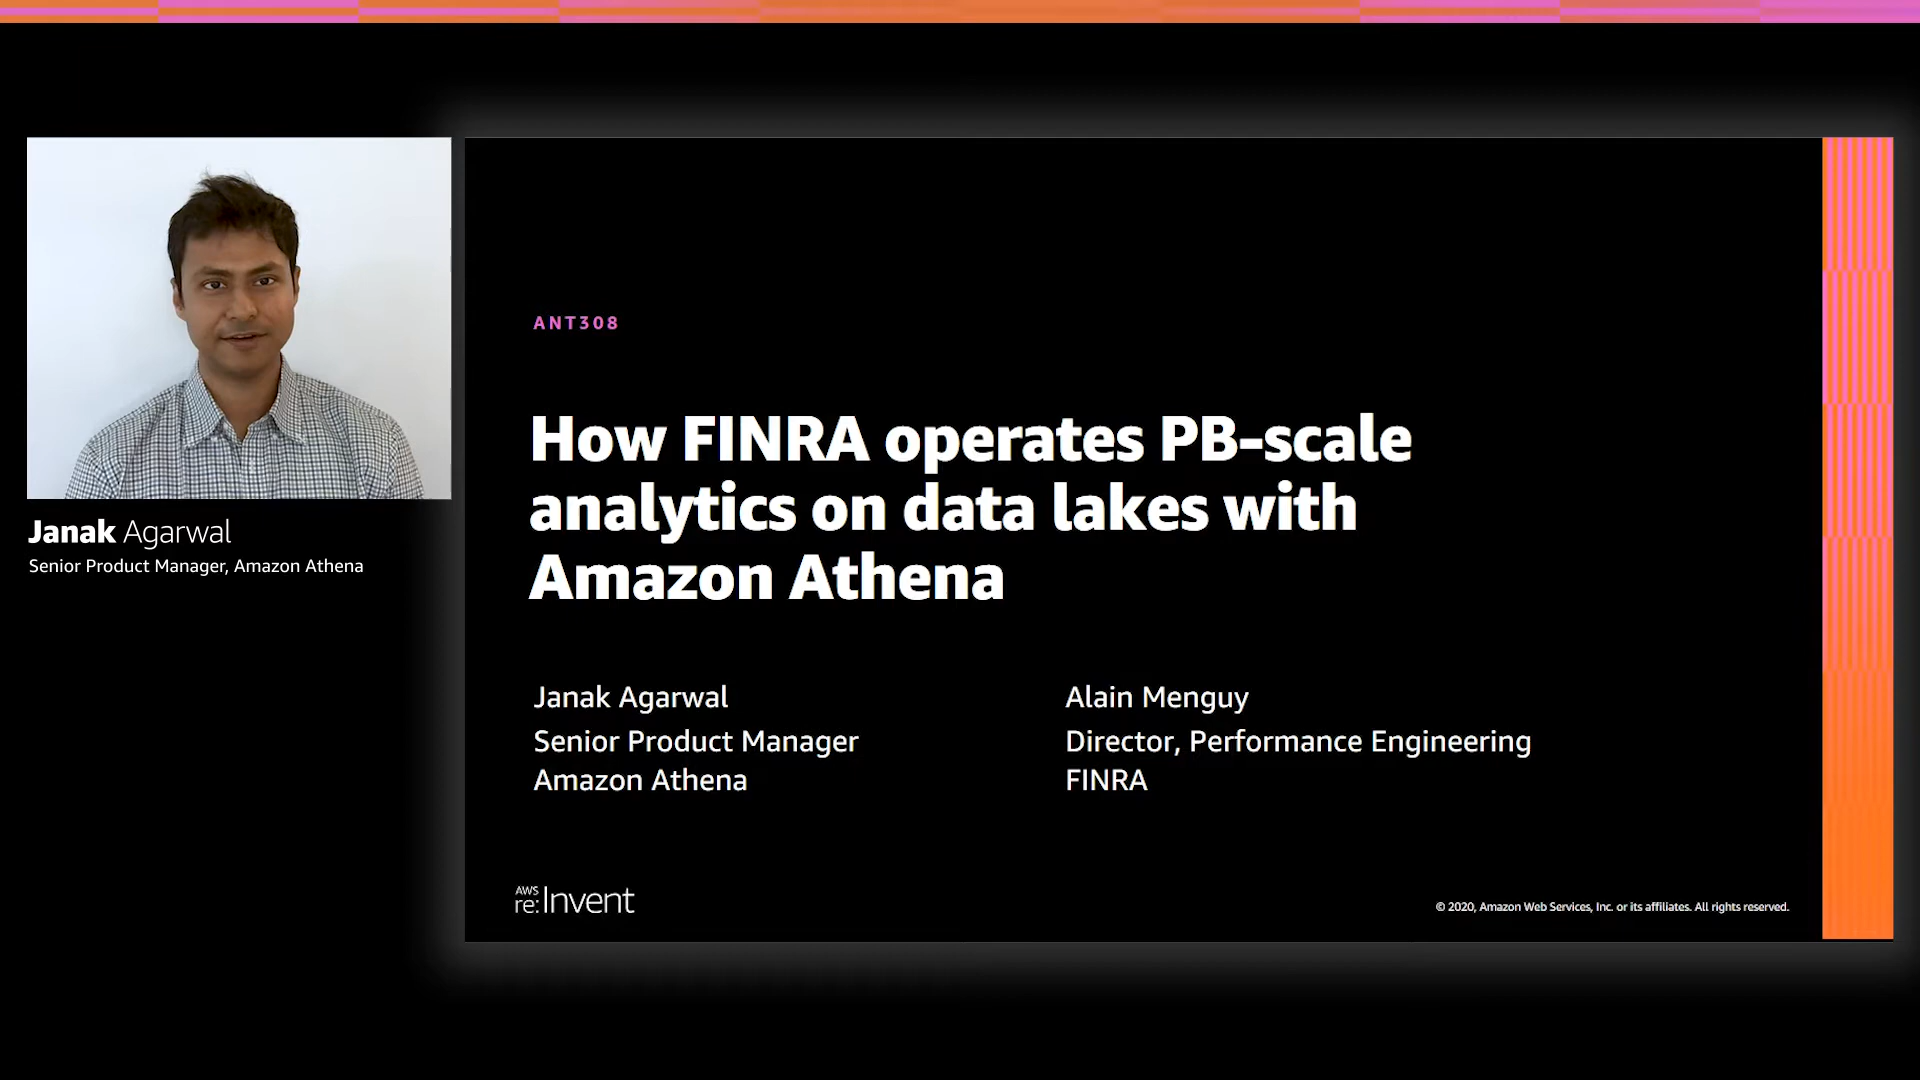 Janak Agarwal
Senior Product Manager, Amazon Athena
ANT308
How FINRA operates PB-scale
analytics on data lakes with
Amazon Athena
Janak Agarwal
Senior Product Manager
Amazon Athena
Alain Menguy
Director, Performance Engineering
FINRA
AWS
re:Invent
© 2020, Amazon Web Services, Inc. or its affiliates. All rights reserved.